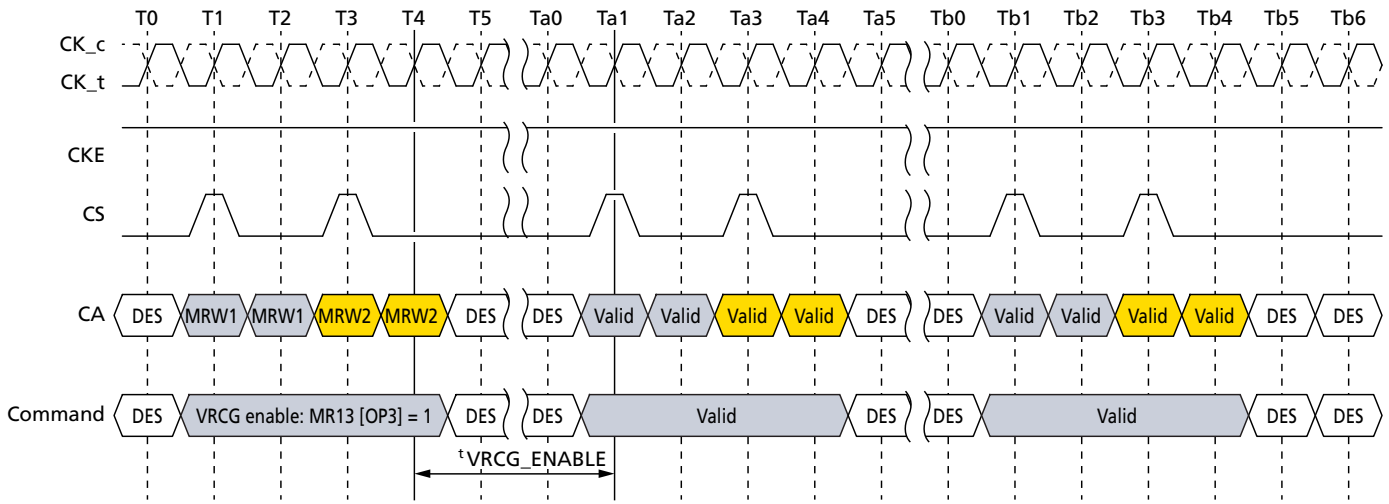 T0 T1 T2 T3 T4 T5 Ta0 Ta1 Ta2 Ta3 Ta4 Ta5 Tb0 Tb1 Tb2 Tb3 Tb4 Tb5 Tb6
CK_c
CK_t
CKE
CS
CA DES MRW1 MRW1 MRW2 MRW2 DES DES Valid Valid Valid Valid DES DES Valid Valid Valid Valid DES DES
Command DES VRCG enable: MR13 [OP3] = 1 DES DES Valid DES DES Valid DES DES
tVRCG_ENABLE